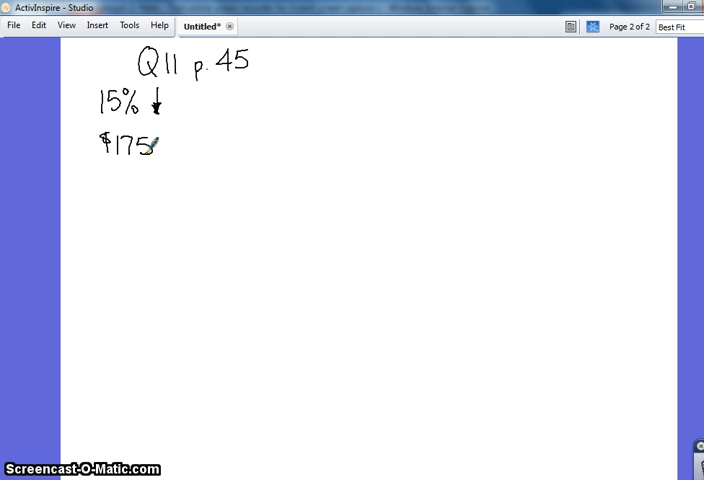 ActivInspire - Studio
File Edit View Insert Tools Help Untitled* Page 2 of 2 Best Fit
Q11 p. 45
15% ↓
$175
Screencast-O-Matic.com